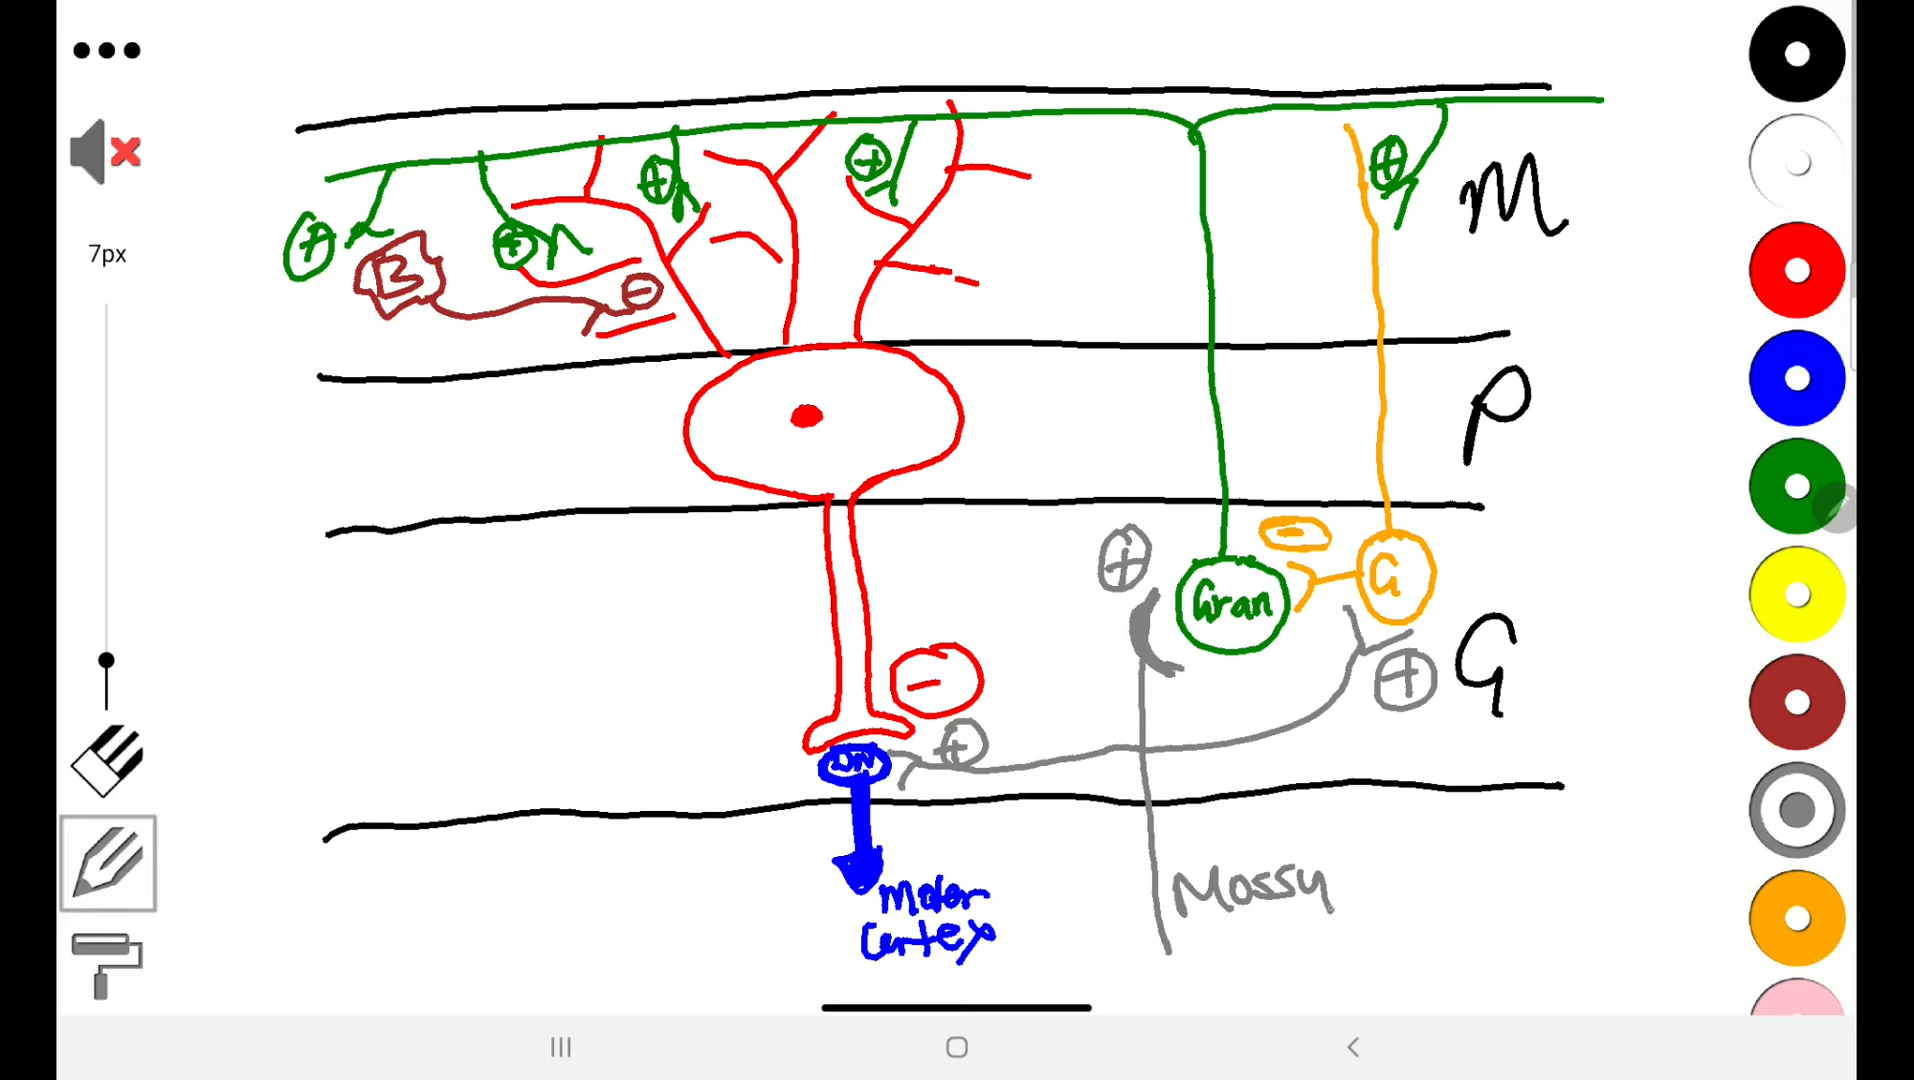 7px
M
+
+
+
+
+
B
-
P
+
-
Gran
G
+
G
-
+
DN
Mossy
Motor
Cortex